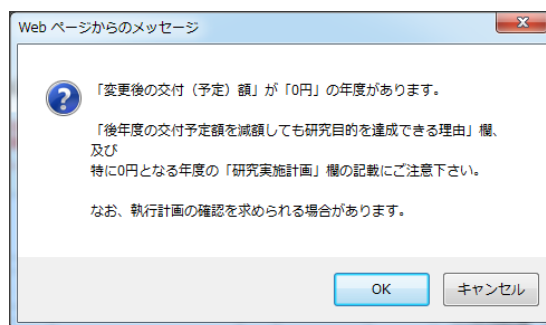 Web ページからのメッセージ
「変更後の交付（予定）額」が「0円」の年度があります。
「後年度の交付予定額を減額しても研究目的を達成できる理由」欄、
及び
特に0円となる年度の「研究実施計画」欄の記載にご注意下さい。
なお、執行計画の確認を求められる場合があります。
OK
キャンセル